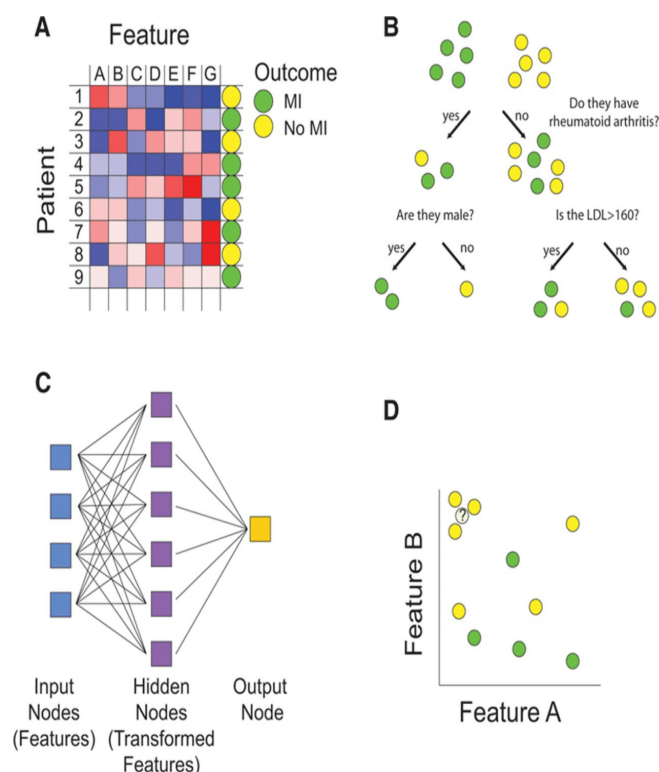 A
Feature
A B C D E F G
Outcome
MI
No MI
Patient
1
2
3
4
5
6
7
8
9
B
yes
no
Do they have
rheumatoid arthritis?
Are they male?
Is the LDL>160?
yes
no
yes
no
C
Input
Nodes
(Features)
Hidden
Nodes
(Transformed
Features)
Output
Node
D
?
Feature B
Feature A